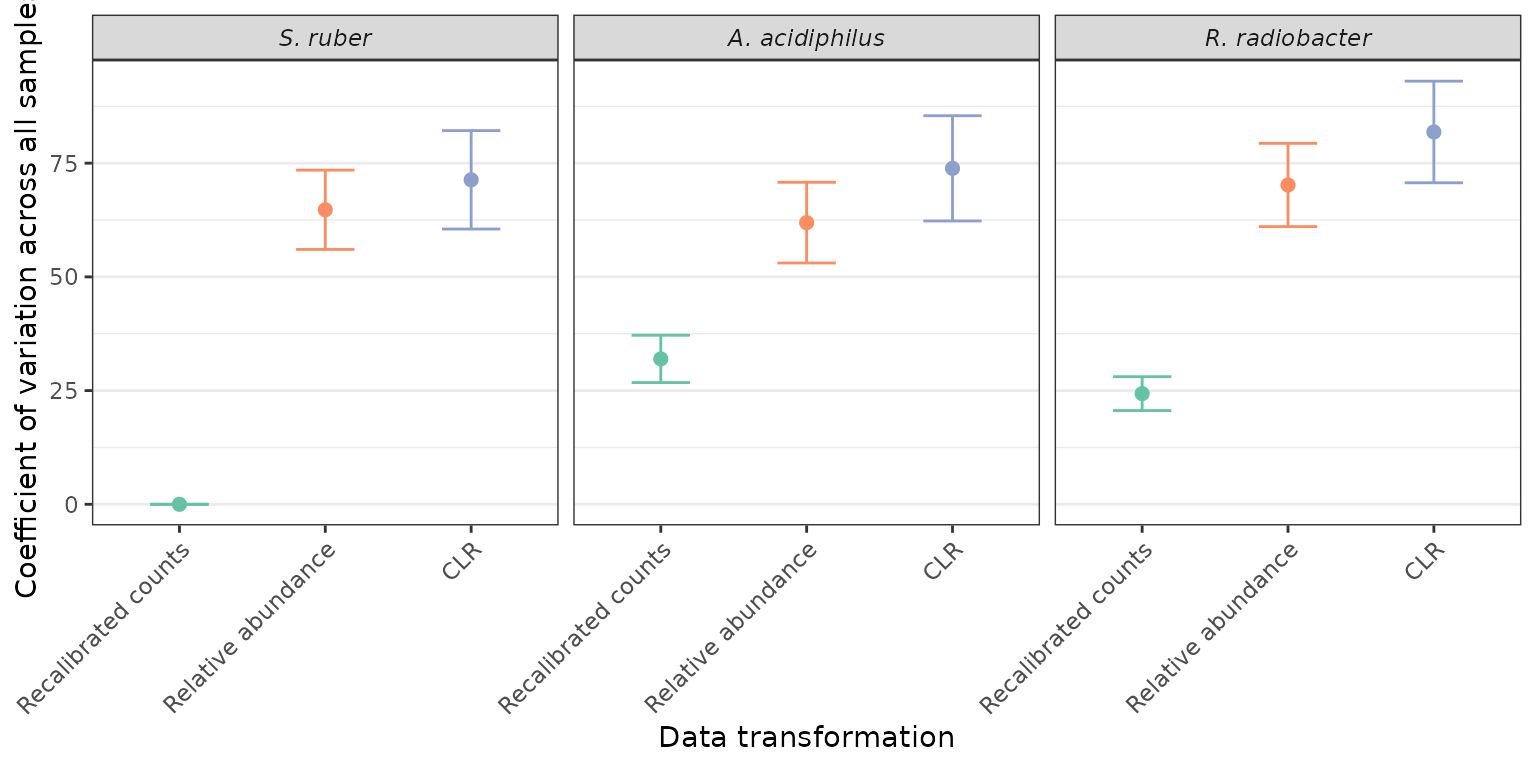 S. ruber
A. acidiphilus
R. radiobacter
Coefficient of variation across all samples
75
50
25
0
Recalibrated counts
Relative abundance
CLR
Recalibrated counts
Relative abundance
CLR
Recalibrated counts
Relative abundance
CLR
Data transformation